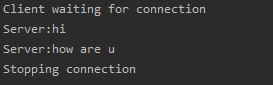 Client waiting for connection
Server:hi
Server:how are u
Stopping connection